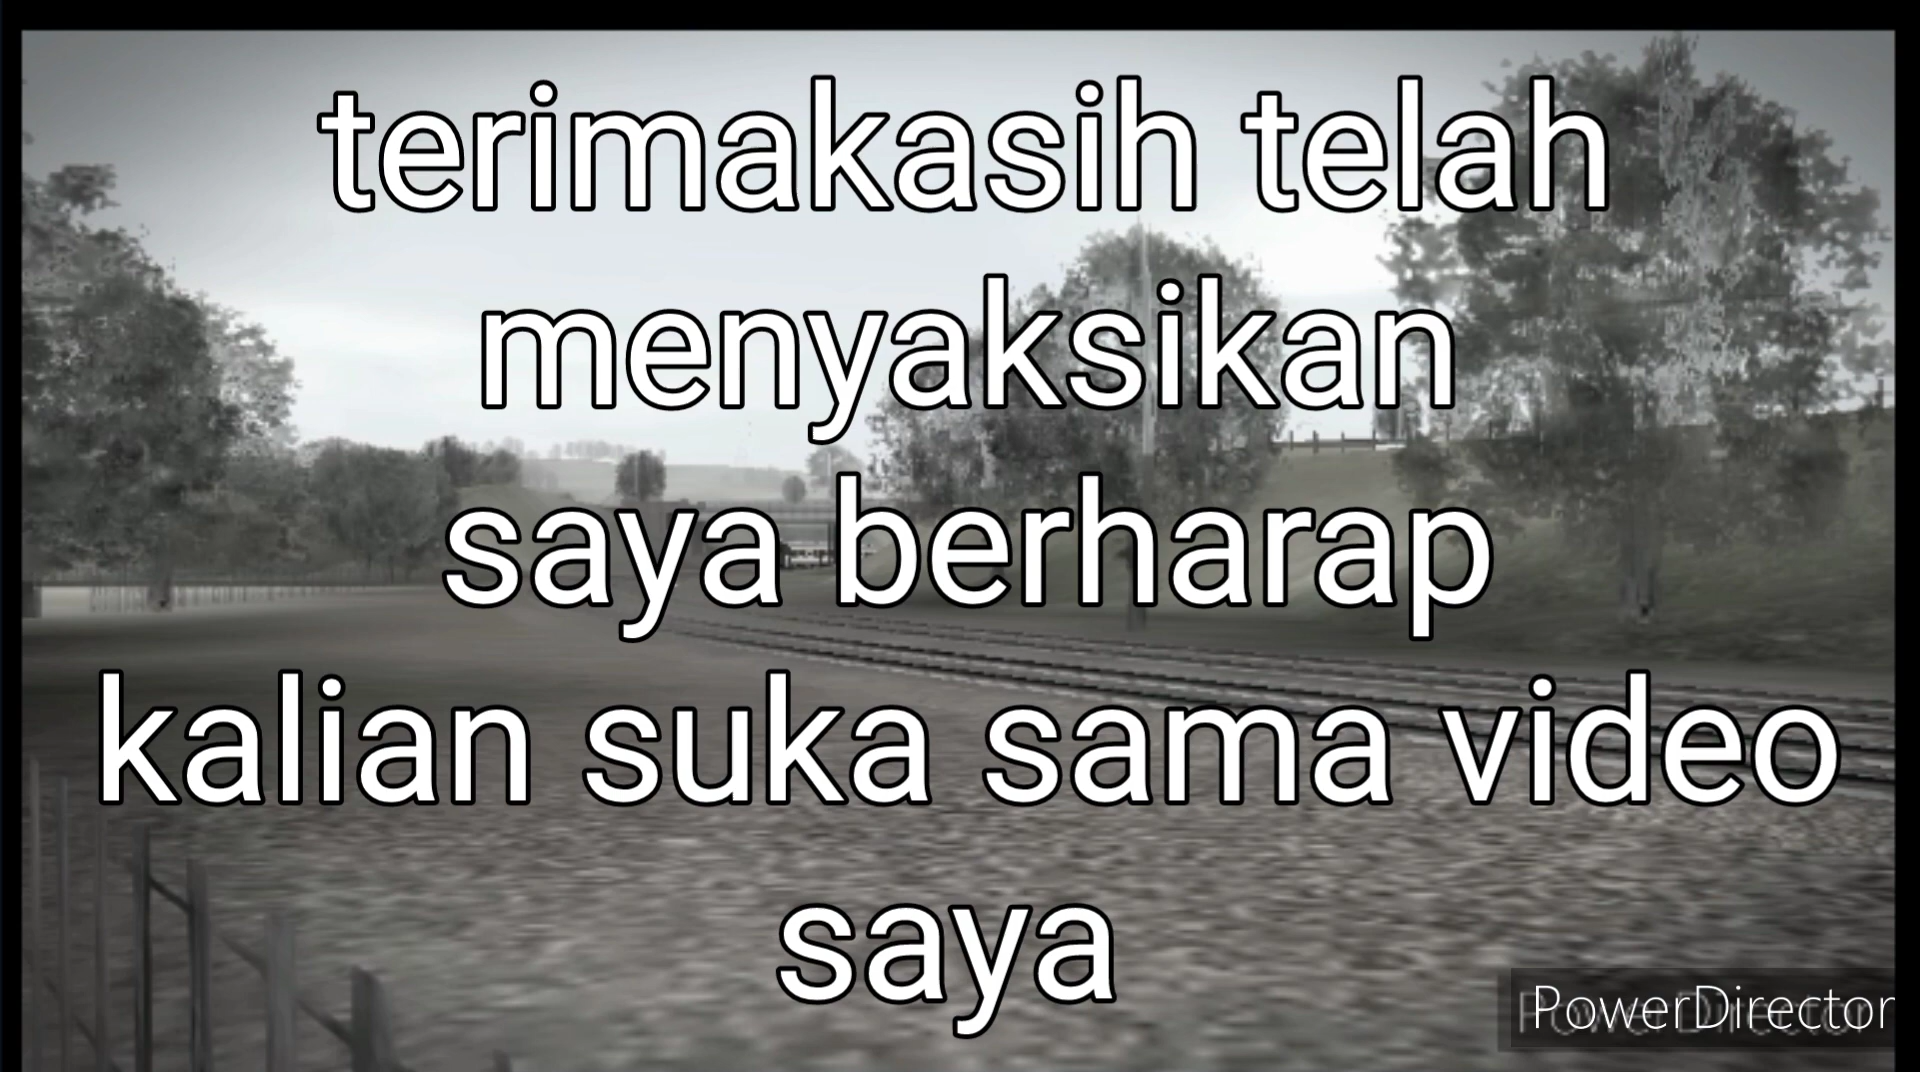 terimakasih telah
menyaksikan
saya berharap
kalian suka sama video
saya
PowerDirector